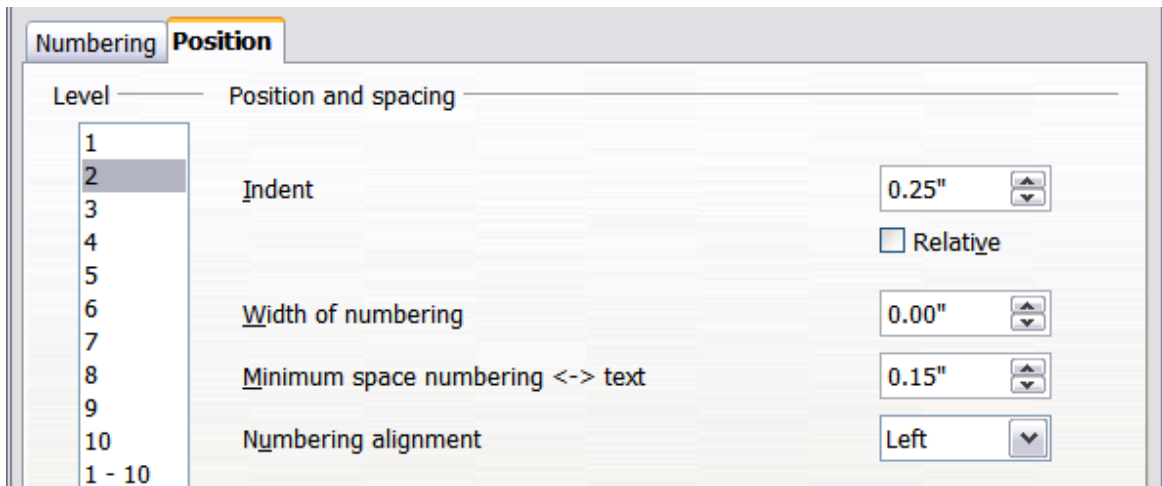 Numbering Position
Level Position and spacing
1
2
Indent 0.25"
3
4
Relative
5
6
Width of numbering 0.00"
7
8
Minimum space numbering <-> text 0.15"
9
10
Numbering alignment Left
1 - 10